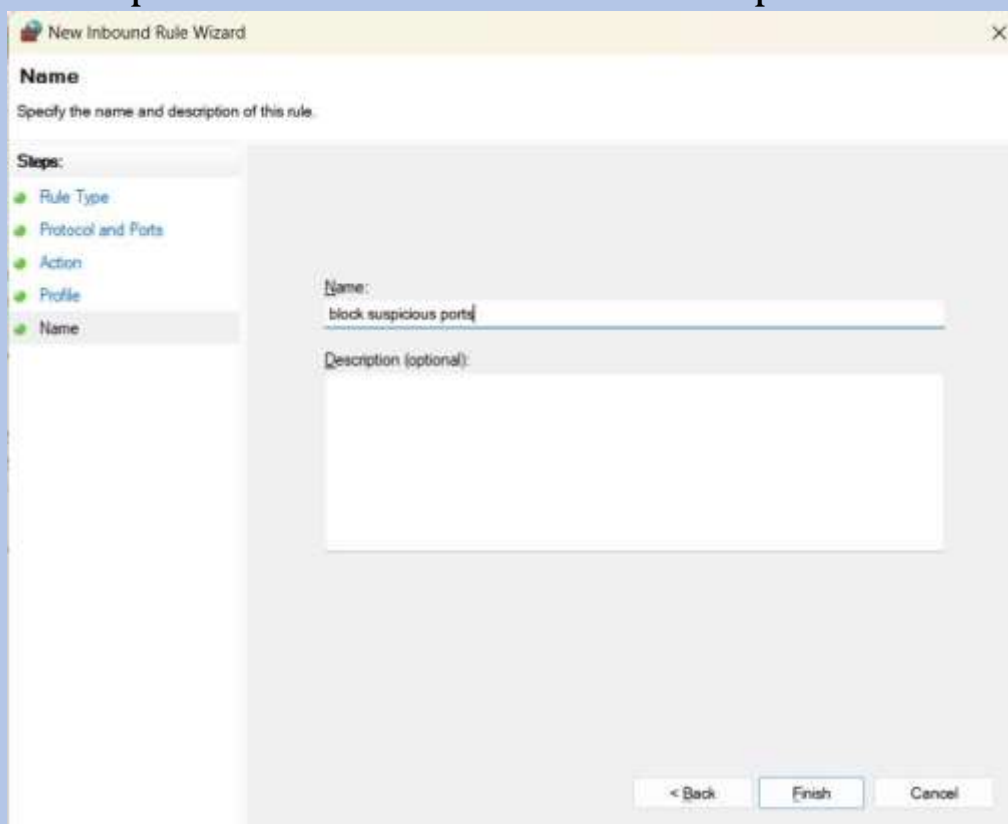 New Inbound Rule Wizard
Name
Specify the name and description of this rule.
Steps:
Rule Type
Protocol and Ports
Action
Profile
Name
Name:
block suspicious ports
Description (optional):
< Back
Finish
Cancel